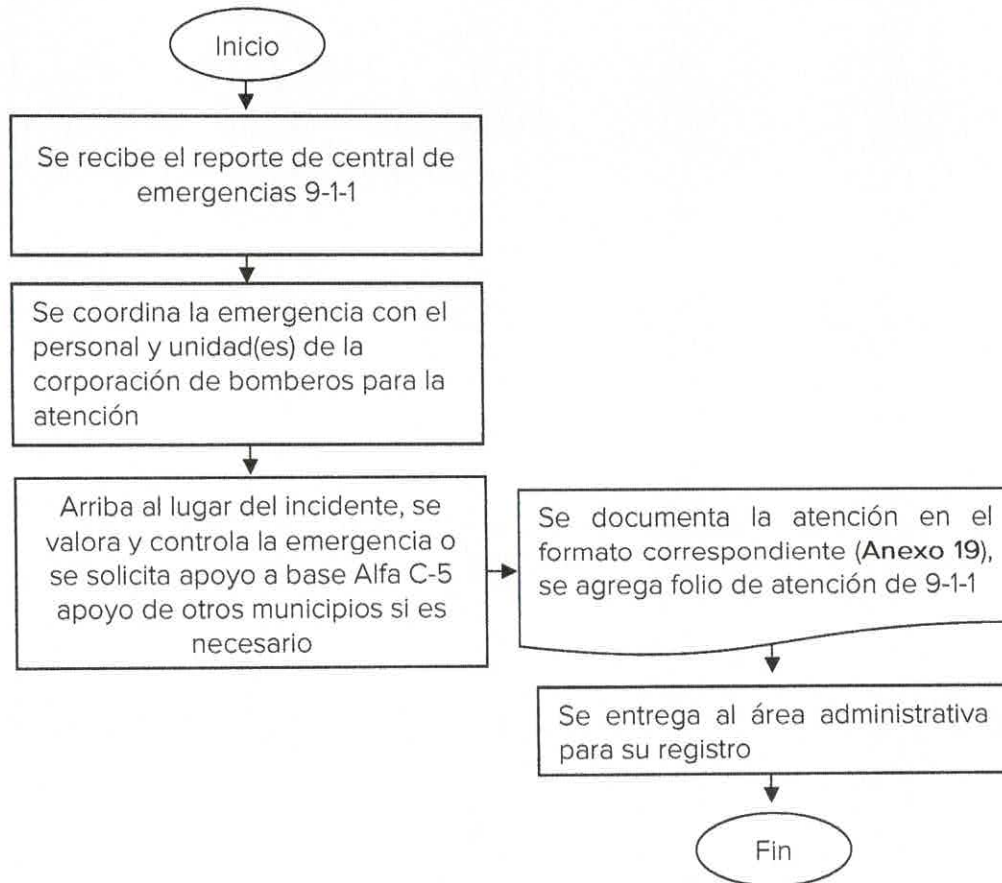 Inicio
Se recibe el reporte de central de
emergencias 9-1-1
Se coordina la emergencia con el
personal y unidad(es) de la
corporación de bomberos para la
atención
Arriba al lugar del incidente, se
valora y controla la emergencia o
se solicita apoyo a base Alfa C-5
apoyo de otros municipios si es
necesario
Se documenta la atención en el
formato correspondiente (Anexo 19),
se agrega folio de atención de 9-1-1
Se entrega al área administrativa
para su registro
Fin